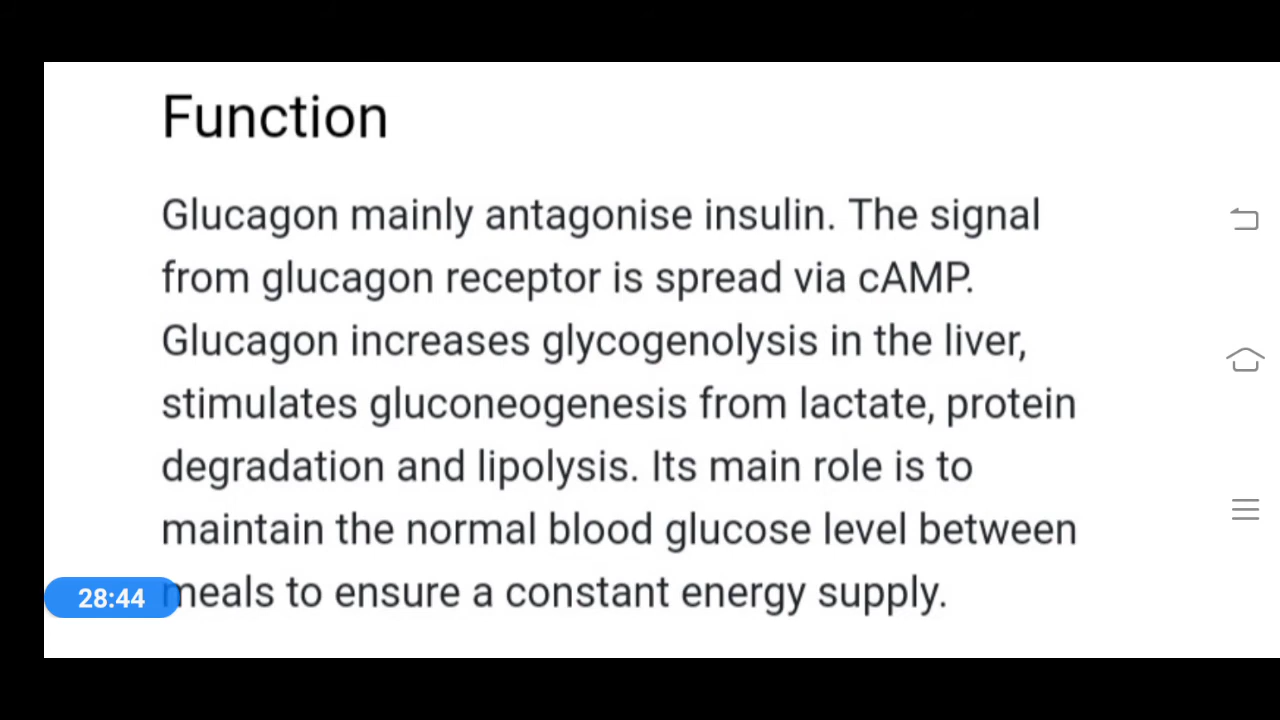 Function
Glucagon mainly antagonise insulin. The signal
from glucagon receptor is spread via cAMP.
Glucagon increases glycogenolysis in the liver,
stimulates gluconeogenesis from lactate, protein
degradation and lipolysis. Its main role is to
maintain the normal blood glucose level between
28:44 meals to ensure a constant energy supply.